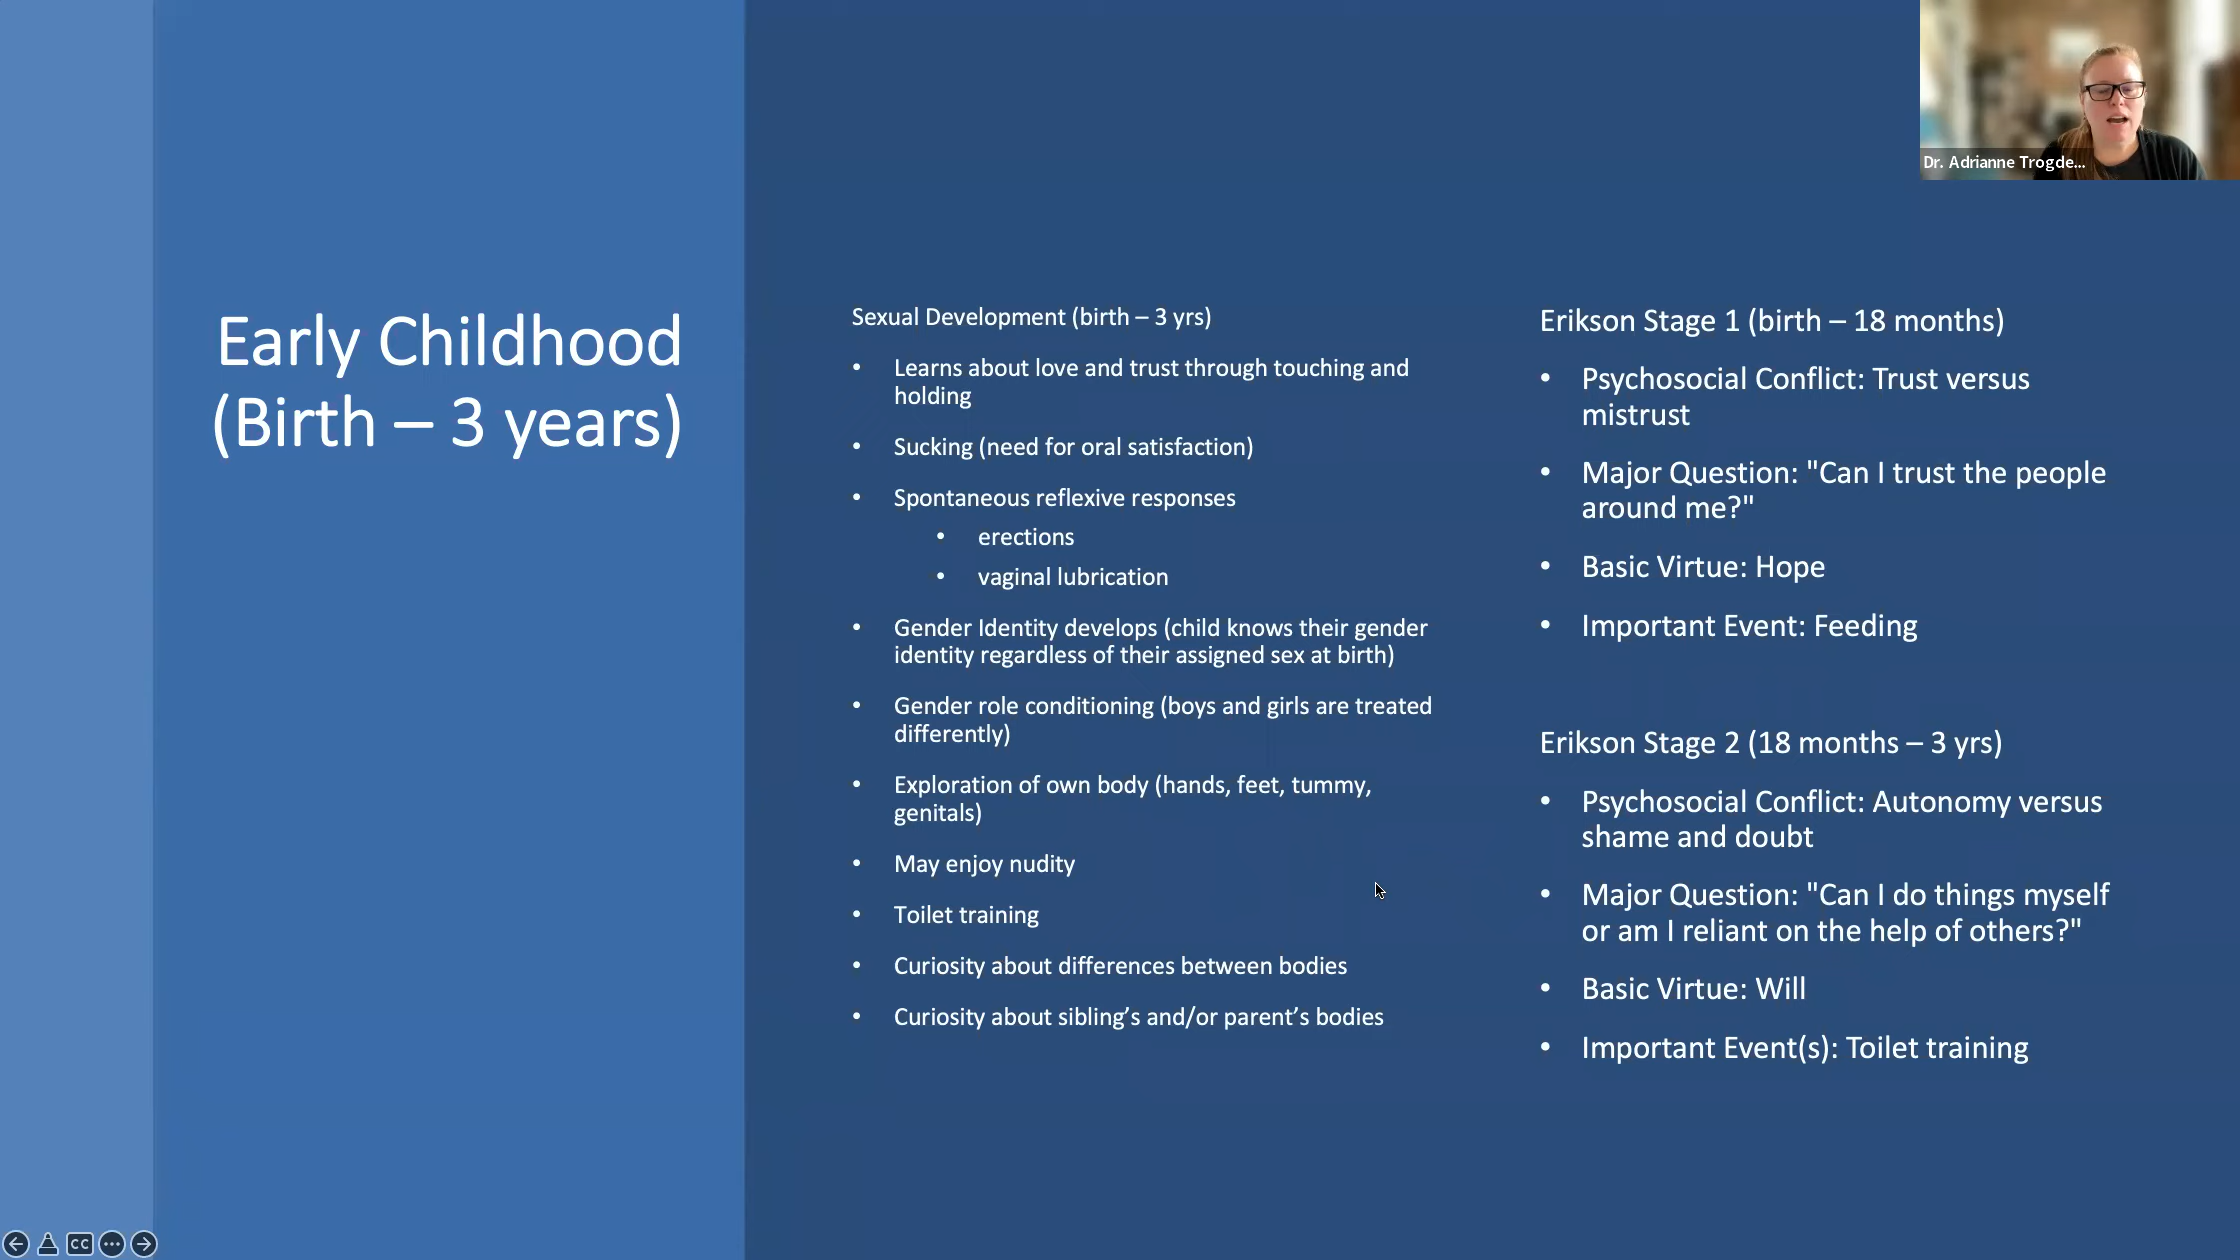 Dr. Adrianne Trogde...
Early Childhood
(Birth – 3 years)
Sexual Development (birth – 3 yrs)
• Learns about love and trust through touching and
holding
• Sucking (need for oral satisfaction)
• Spontaneous reflexive responses
• erections
• vaginal lubrication
• Gender Identity develops (child knows their gender
identity regardless of their assigned sex at birth)
• Gender role conditioning (boys and girls are treated
differently)
• Exploration of own body (hands, feet, tummy,
genitals)
• May enjoy nudity
• Toilet training
• Curiosity about differences between bodies
• Curiosity about sibling’s and/or parent’s bodies
Erikson Stage 1 (birth – 18 months)
• Psychosocial Conflict: Trust versus
mistrust
• Major Question: "Can I trust the people
around me?"
• Basic Virtue: Hope
• Important Event: Feeding
Erikson Stage 2 (18 months – 3 yrs)
• Psychosocial Conflict: Autonomy versus
shame and doubt
• Major Question: "Can I do things myself
or am I reliant on the help of others?"
• Basic Virtue: Will
• Important Event(s): Toilet training
CC